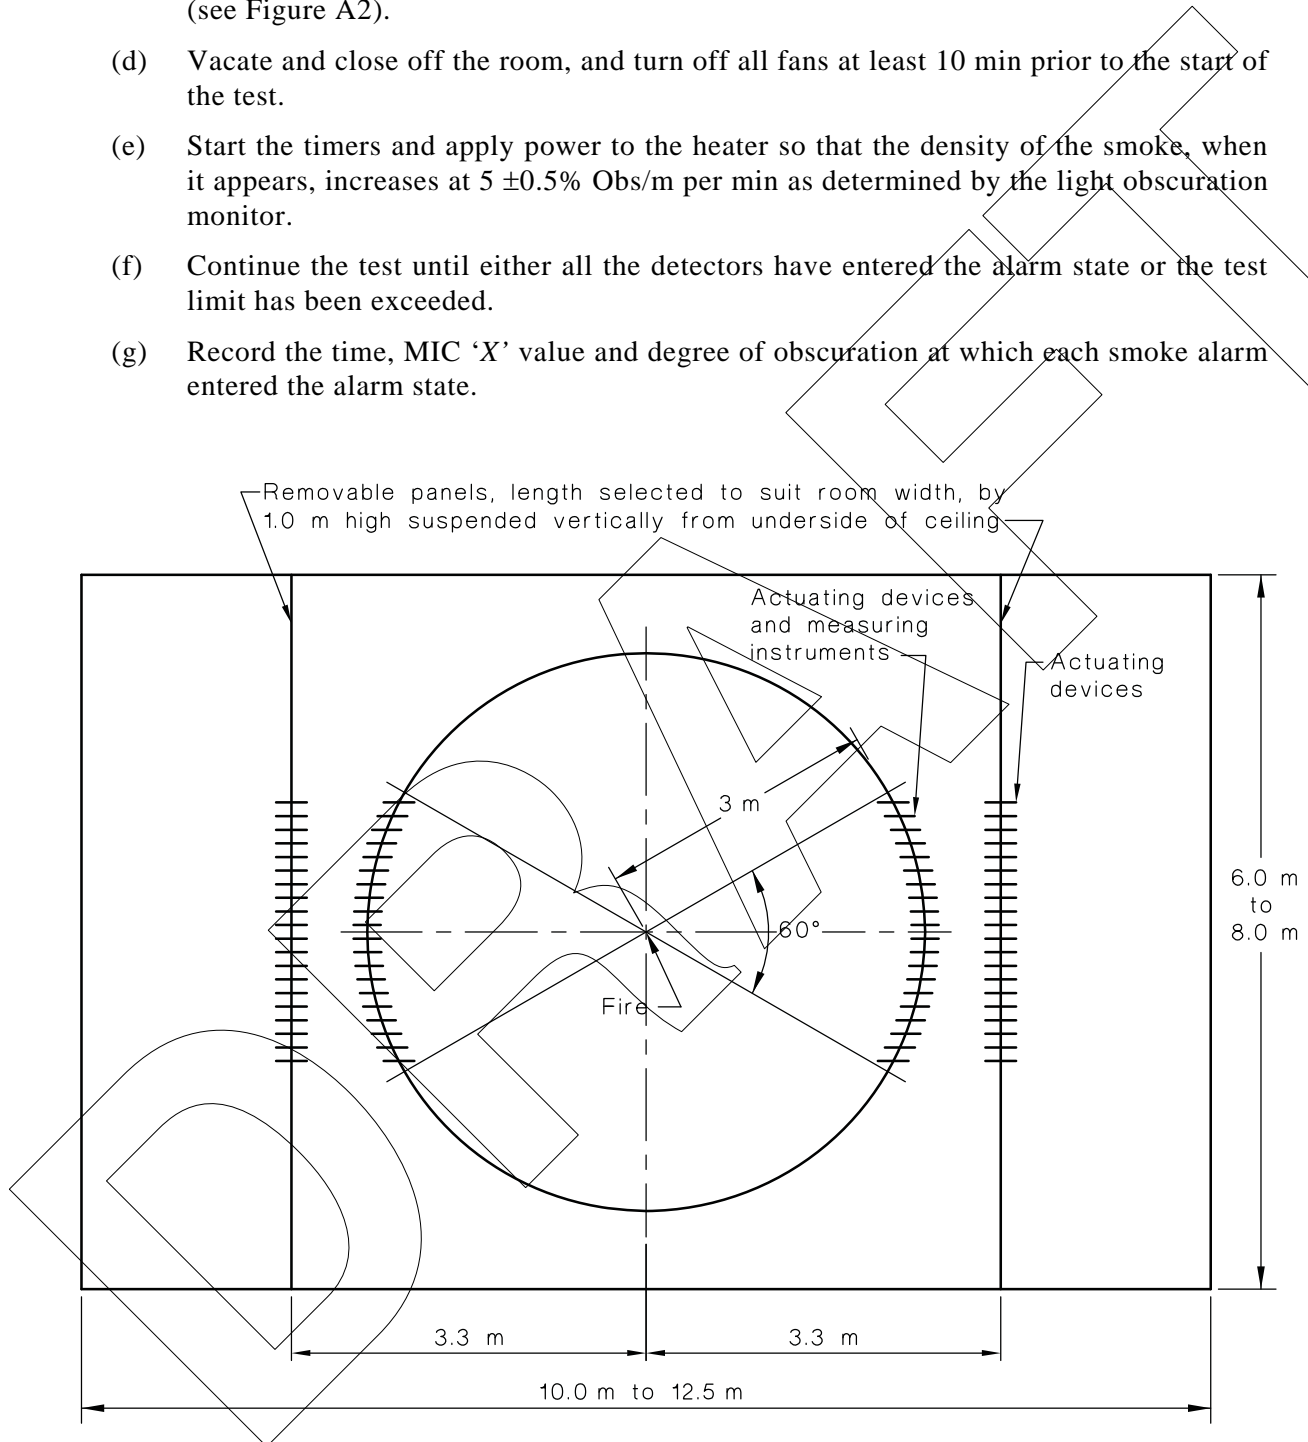 (see Figure A2).
(d) Vacate and close off the room, and turn off all fans at least 10 min prior to the start of
the test.
(e) Start the timers and apply power to the heater so that the density of the smoke, when
it appears, increases at 5 ±0.5% Obs/m per min as determined by the light obscuration
monitor.
(f) Continue the test until either all the detectors have entered the alarm state or the test
limit has been exceeded.
(g) Record the time, MIC ‘X’ value and degree of obscuration at which each smoke alarm
entered the alarm state.
Removable panels, length selected to suit room width, by
1.0 m high suspended vertically from underside of ceiling
Actuating devices
and measuring
instruments
Actuating
devices
3 m
60°
Fire
6.0 m
to
8.0 m
3.3 m
3.3 m
10.0 m to 12.5 m
DRAFT